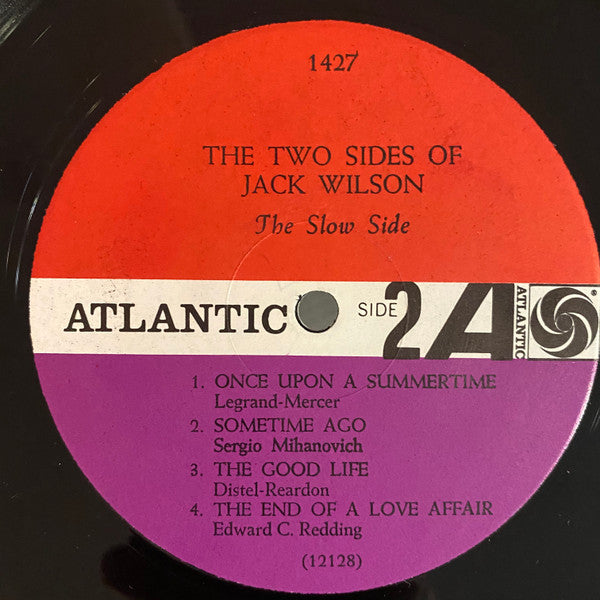 1427
THE TWO SIDES OF
JACK WILSON
The Slow Side
ATLANTIC SIDE 2 A ATLANTIC ®
1. ONCE UPON A SUMMERTIME
Legrand-Mercer
2. SOMETIME AGO
Sergio Mihanovich
3. THE GOOD LIFE
Distel-Reardon
4. THE END OF A LOVE AFFAIR
Edward C. Redding
(12128)